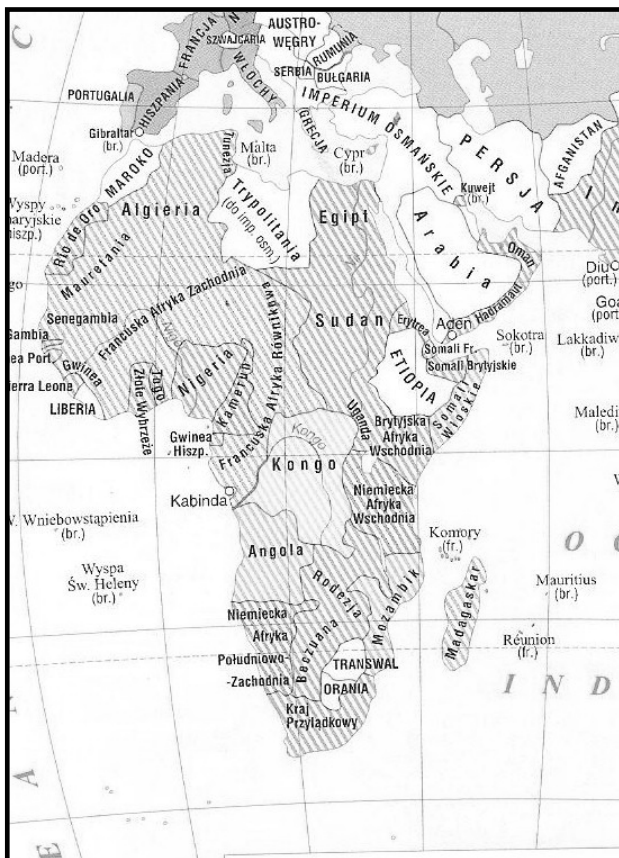 C
AUSTRO-
WĘGRY
SZWAJCARIA
FRANCJA
RUMUNIA
SERBIA
BUŁGARIA
WŁOCHY
HISZPANIA
PORTUGALIA
Gibraltar
(br.)
Madera
(port.)
MAROKO
Tunezja
Malta
(br.)
GRECJA
IMPERIUM OSMAŃSKIE
Cypr
(br.)
PERSJA
AFGANISTAN
Kuwejt
(br.)
Wyspy
Rio de Oro
Algieria
Trypolitania
(do imp. osm.)
Egipt
Nil
Arabia
Oman
Hadramaut
Aden
Diu
(port.)
Mauretania
Francuska Afryka Zachodnia
Senegambia
Gambia
Gwinea
LIBERIA
Złote Wybrzeże
Togo
Nigeria
Kamerun
Francuska Afryka Równikowa
Sudan
Erytrea
Somali Fr.
Somali Brytyjskie
Somali Włoskie
ETIOPIA
Sokotra
(br.)
(br.)
(br.)
Gwinea
Hiszp.
Uganda
Brytyjska
Afryka
Wschodnia
Kongo
Kongo
Kabinda
Niemiecka
Afryka
Wschodnia
Wniebowstąpienia
(br.)
Wyspa
Św. Heleny
(br.)
Angola
Rodezja
Mozambik
Komory
(fr.)
Madagaskar
Mauritius
(br.)
Réunion
(fr.)
Niemiecka
Afryka
Południowo-
-Zachodnia
Beczuana
TRANSWAL
ORANIA
Kraj
Przylądkowy
O
I N D
A
E